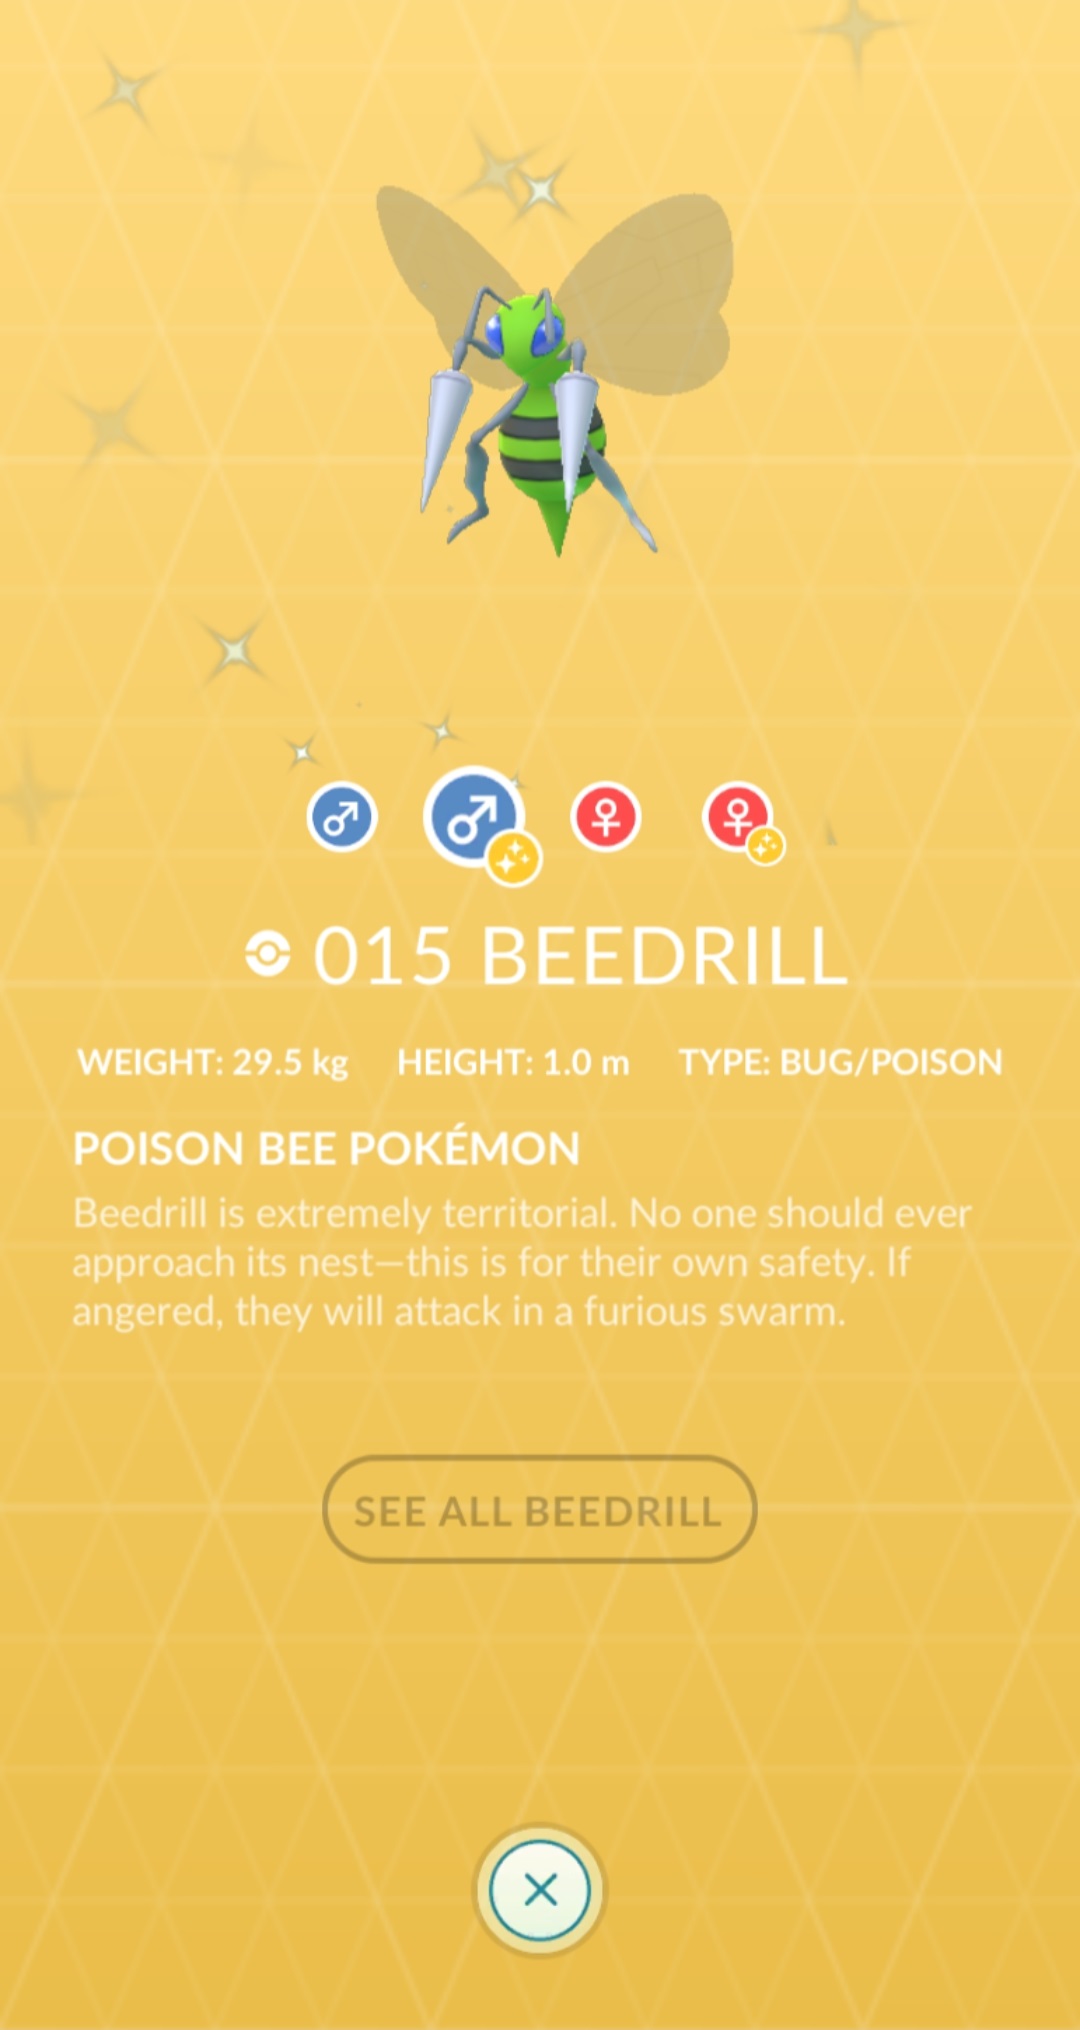 015 BEEDRILL
WEIGHT: 29.5 kg HEIGHT: 1.0 m TYPE: BUG/POISON
POISON BEE POKÉMON
Beedrill is extremely territorial. No one should ever
approach its nest—this is for their own safety. If
angered, they will attack in a furious swarm.
SEE ALL BEEDRILL